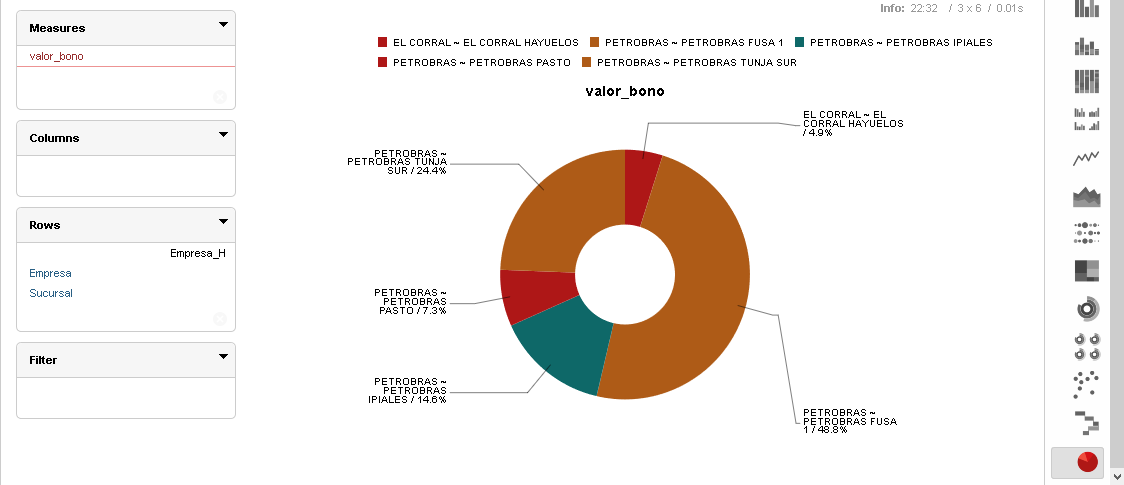 Info: 22:32 / 3 x 6 / 0.01s
Measures
valor_bono
Columns
Rows
Empresa_H
Empresa
Sucursal
Filter
EL CORRAL ~ EL CORRAL HAYUELOS
PETROBRAS ~ PETROBRAS FUSA 1
PETROBRAS ~ PETROBRAS IPIALES
PETROBRAS ~ PETROBRAS PASTO
PETROBRAS ~ PETROBRAS TUNJA SUR
valor_bono
EL CORRAL ~ EL
CORRAL HAYUELOS
/ 4.9%
PETROBRAS ~
PETROBRAS TUNJA
SUR / 24.4%
PETROBRAS ~
PETROBRAS
PASTO / 7.3%
PETROBRAS ~
PETROBRAS
IPIALES / 14.6%
PETROBRAS ~
PETROBRAS FUSA
1 / 48.8%